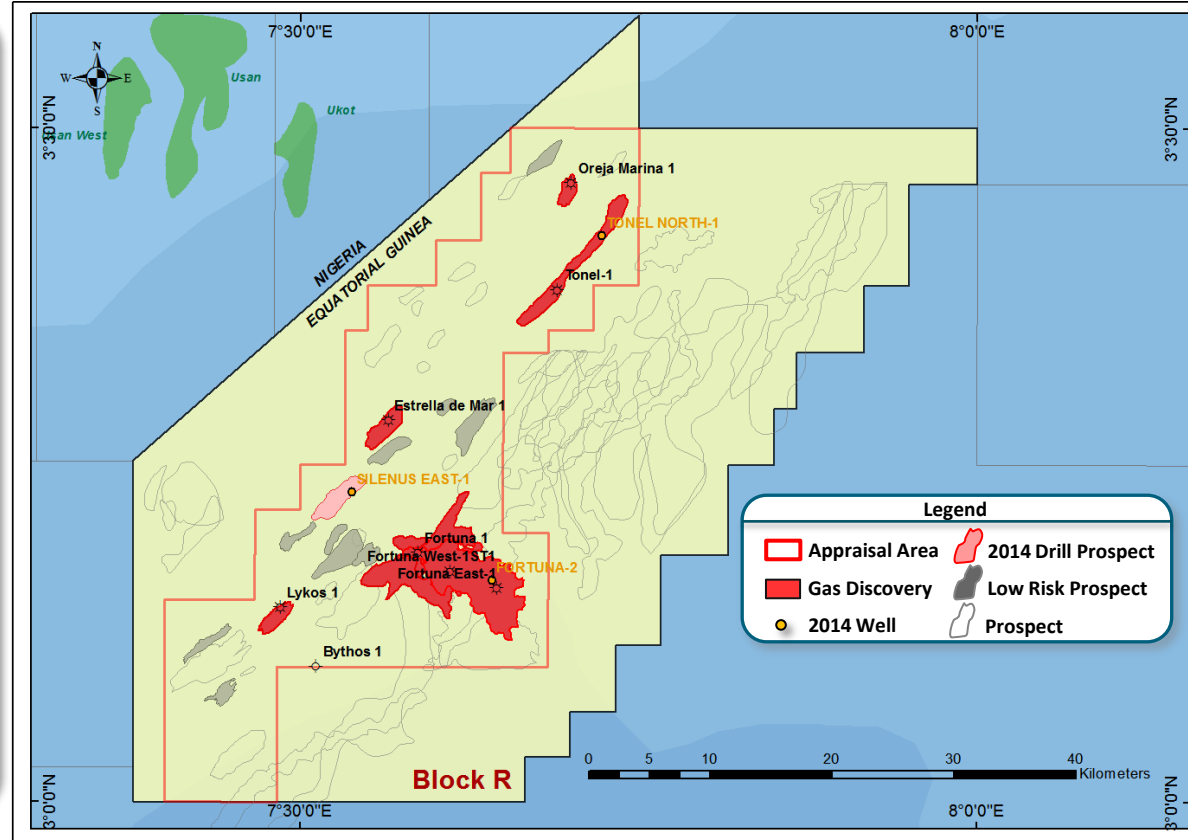 7°30'0"E
8°0'0"E
N
W E
S
Usan
Ukot
3°30'0"N
3°30'0"N
Oreja Marina 1
TONEL NORTH-1
NIGERIA
EQUATORIAL GUINEA
Tonel-1
Estrella de Mar 1
SILENUS EAST-1
Legend
Appraisal Area
2014 Drill Prospect
Gas Discovery
Low Risk Prospect
2014 Well
Prospect
Fortuna 1
Fortuna West-1ST1
Fortuna East-1
FORTUNA-2
Lykos 1
Bythos 1
Block R
0 5 10 20 30 40
Kilometers
3°0'0"N
3°0'0"N
7°30'0"E
8°0'0"E